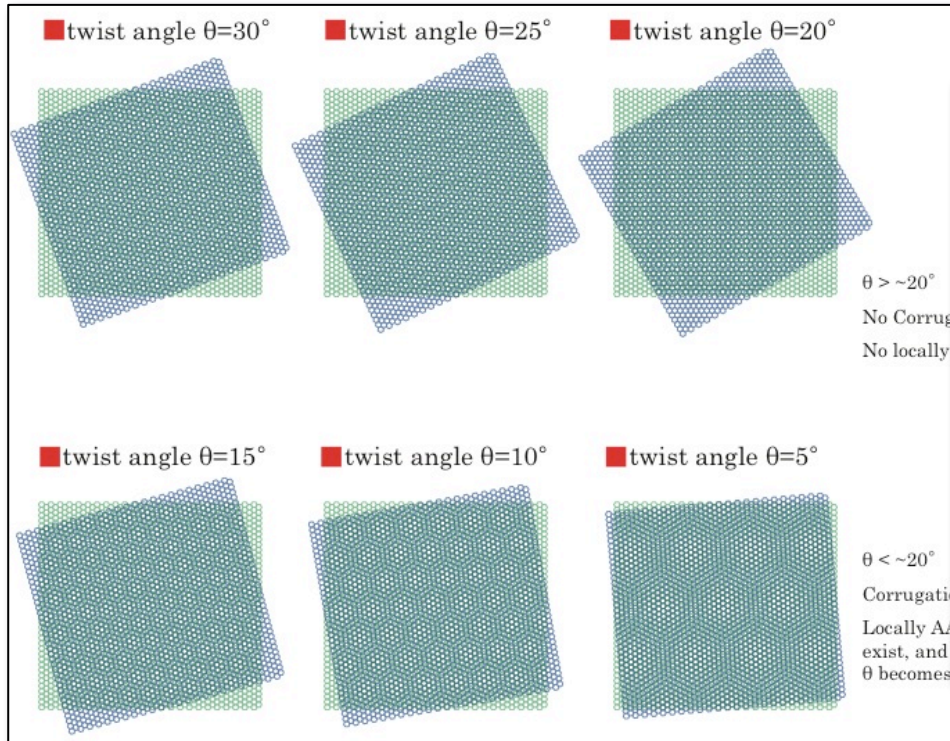 twist angle θ=30°
twist angle θ=25°
twist angle θ=20°
θ > ~20°
No Corrug
No locally
twist angle θ=15°
twist angle θ=10°
twist angle θ=5°
θ < ~20°
Corrugatio
Locally AA
exist, and
θ becomes